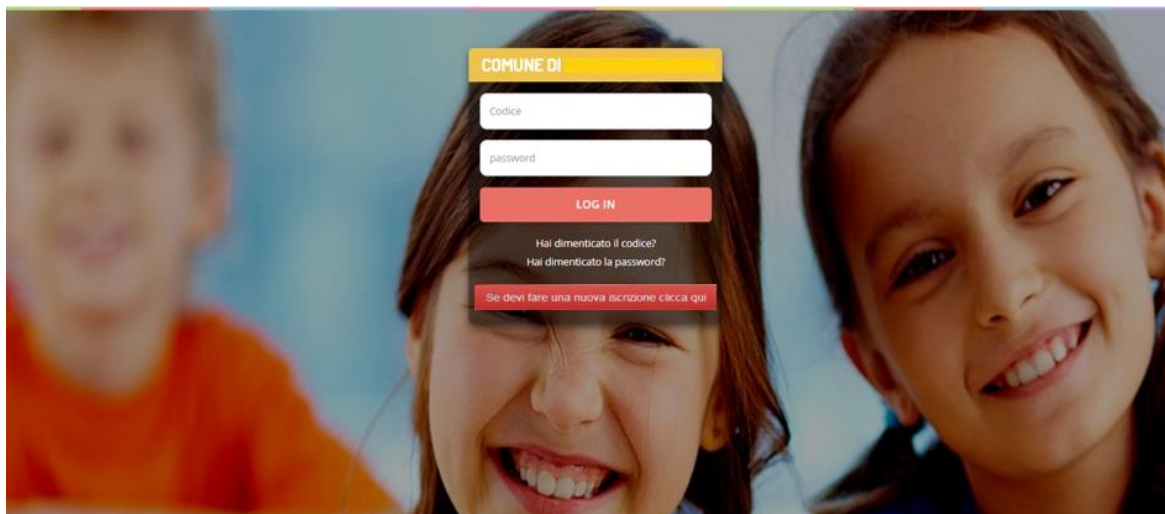 COMUNE DI
Codice
password
LOG IN
Hai dimenticato il codice?
Hai dimenticato la password?
Se devi fare una nuova iscrizione clicca qui